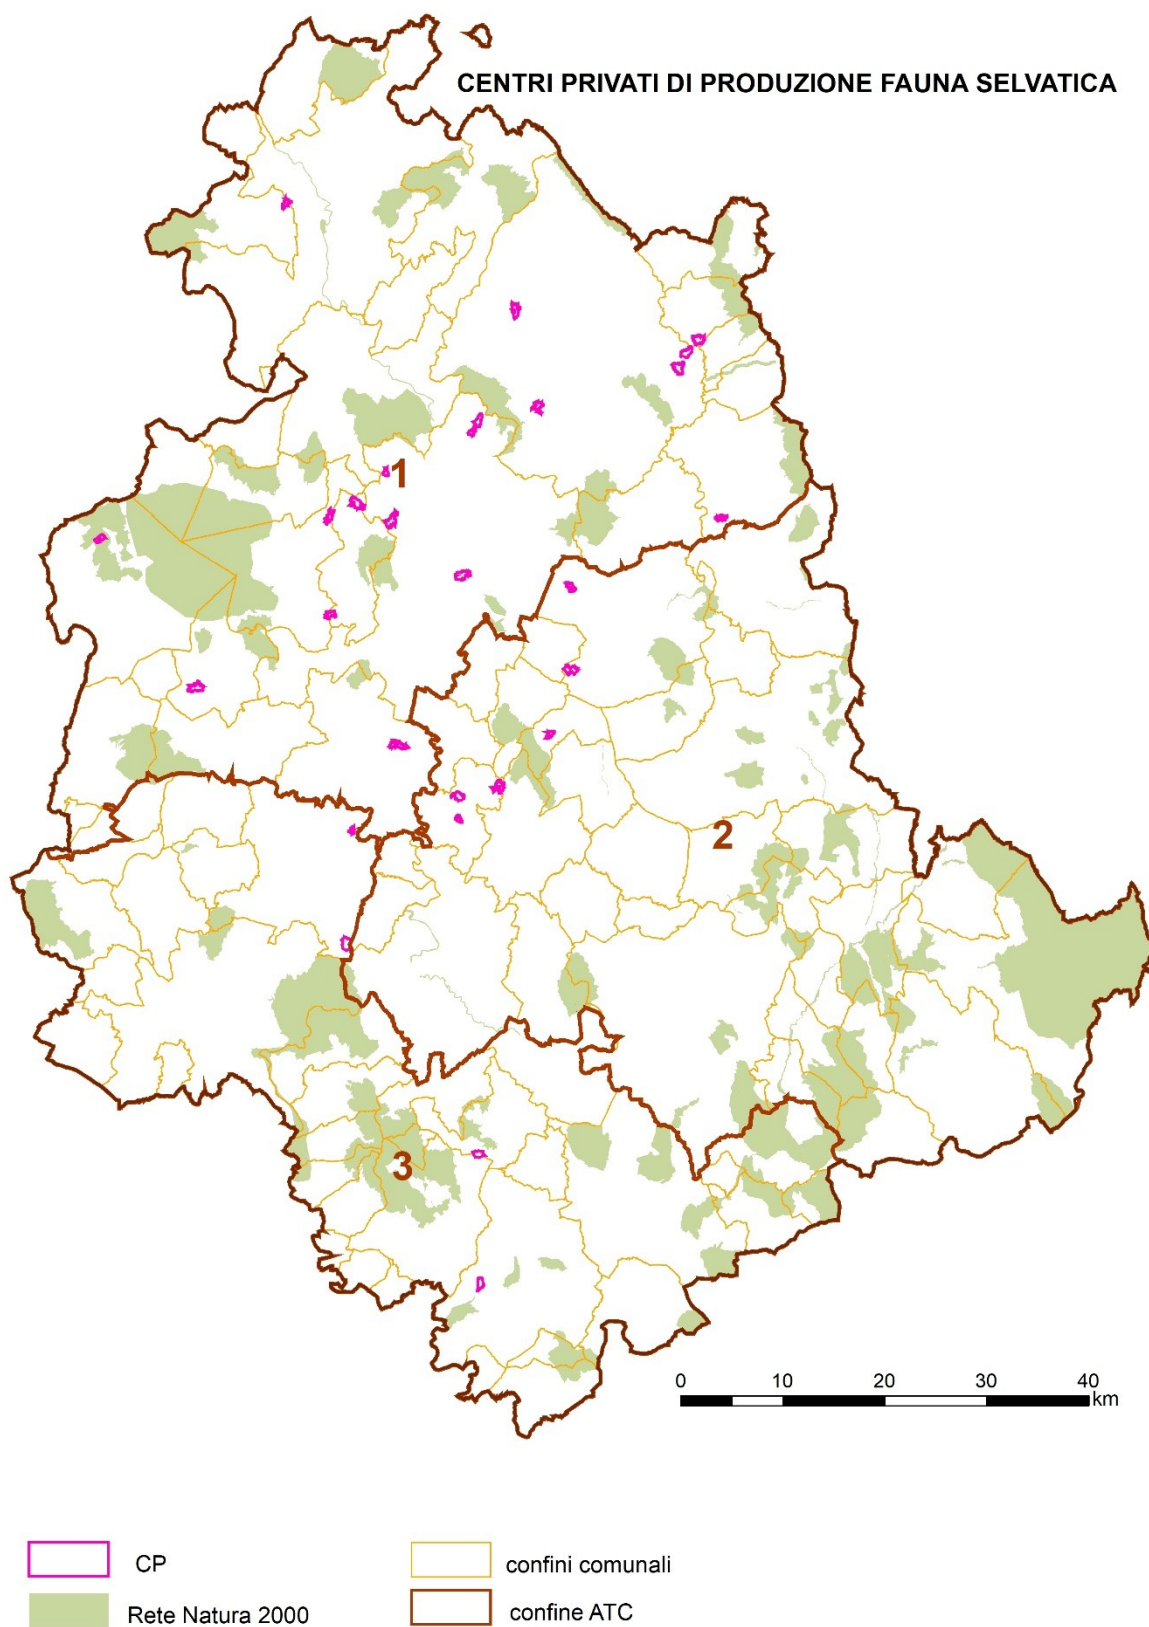 CENTRI PRIVATI DI PRODUZIONE FAUNA SELVATICA
1
2
3
0 10 20 30 40
km
CP
confini comunali
Rete Natura 2000
confine ATC